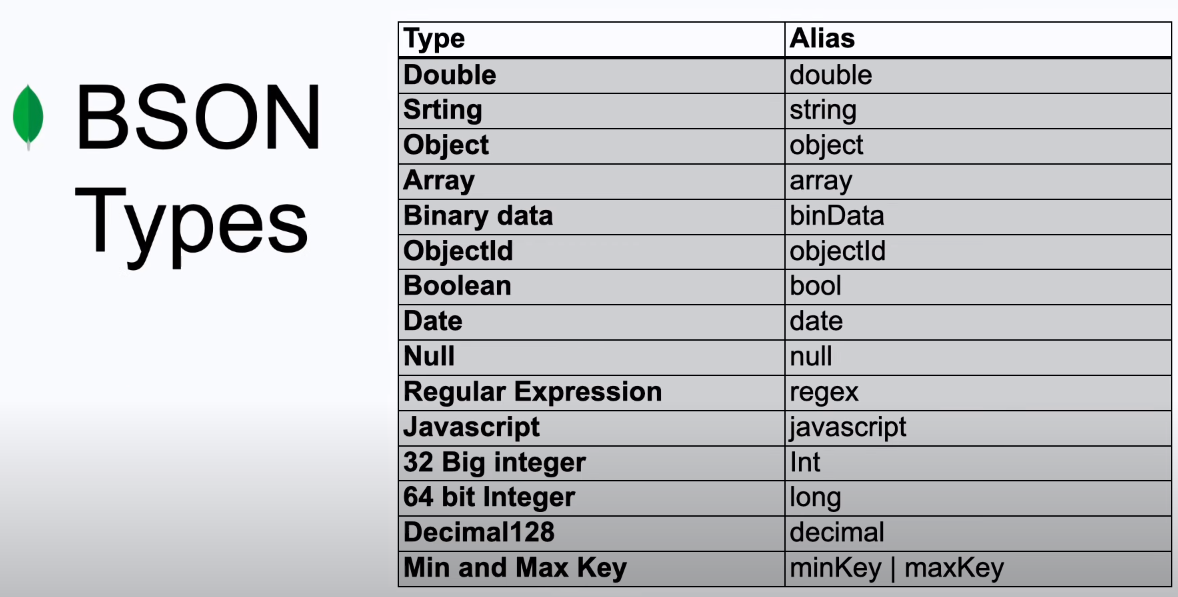 BSON
Types
Type Alias
Double double
Srting string
Object object
Array array
Binary data binData
ObjectId objectId
Boolean bool
Date date
Null null
Regular Expression regex
Javascript javascript
32 Big integer Int
64 bit Integer long
Decimal128 decimal
Min and Max Key minKey | maxKey